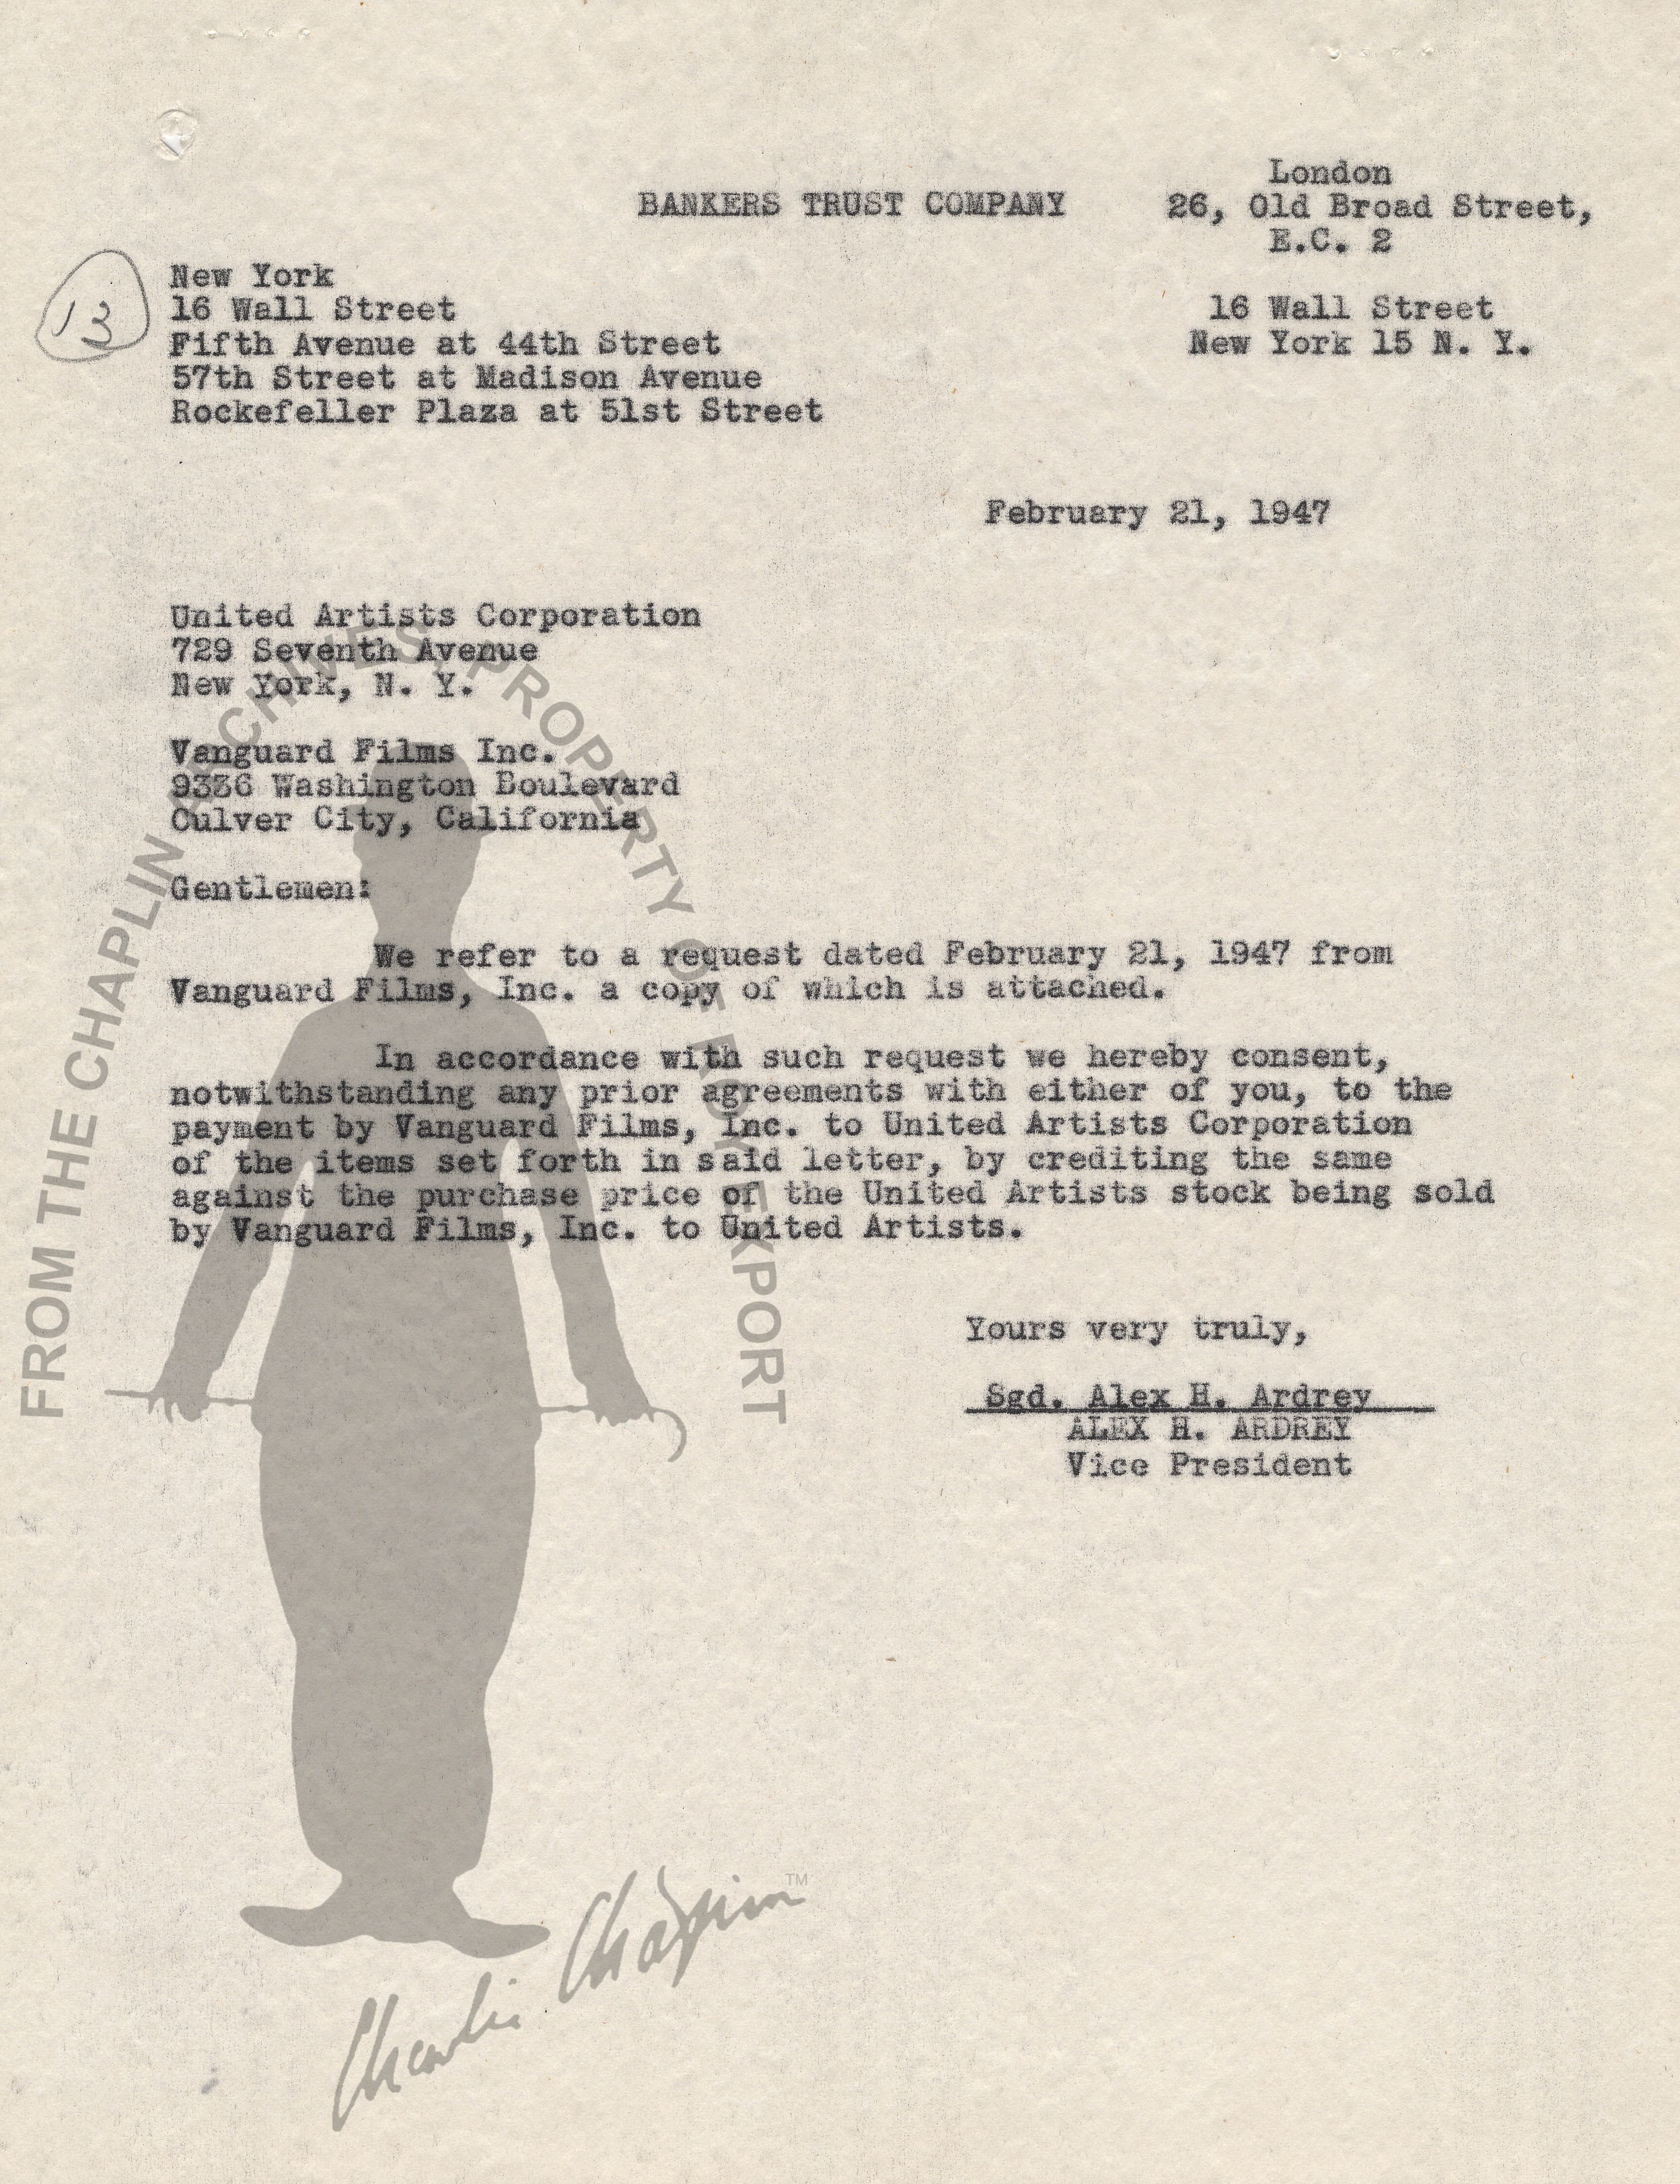 London
BANKERS TRUST COMPANY
26, Old Broad Street,
E.C. 2
13
New York
16 Wall Street
Fifth Avenue at 44th Street
57th Street at Madison Avenue
Rockefeller Plaza at 51st Street
16 Wall Street
New York 15 N. Y.
February 21, 1947
United Artists Corporation
729 Seventh Avenue
New York, N. Y.
Vanguard Films Inc.
9336 Washington Boulevard
Culver City, California
Gentlemen:
We refer to a request dated February 21, 1947 from
Vanguard Films, Inc. a copy of which is attached.
In accordance with such request we hereby consent,
notwithstanding any prior agreements with either of you, to the
payment by Vanguard Films, Inc. to United Artists Corporation
of the items set forth in said letter, by crediting the same
against the purchase price of the United Artists stock being sold
by Vanguard Films, Inc. to United Artists.
Yours very truly,
Sgd. Alex H. Ardrey
ALEX H. ARDREY
Vice President
FROM THE CHAPLIN ARCHIVES, PROPERTY OF ROY EXPORT
Charlie Chaplin TM